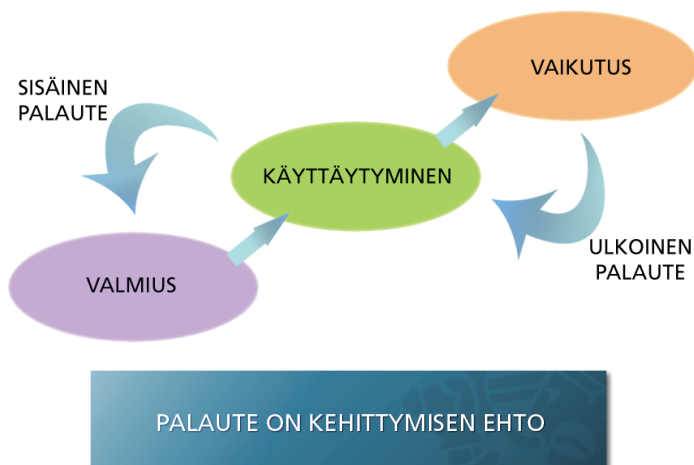 VAIKUTUS
SISÄINEN
PALAUTE
KÄYTTÄYTYMINEN
ULKOINEN
PALAUTE
VALMIUS
PALAUTE ON KEHITTYMISEN EHTO